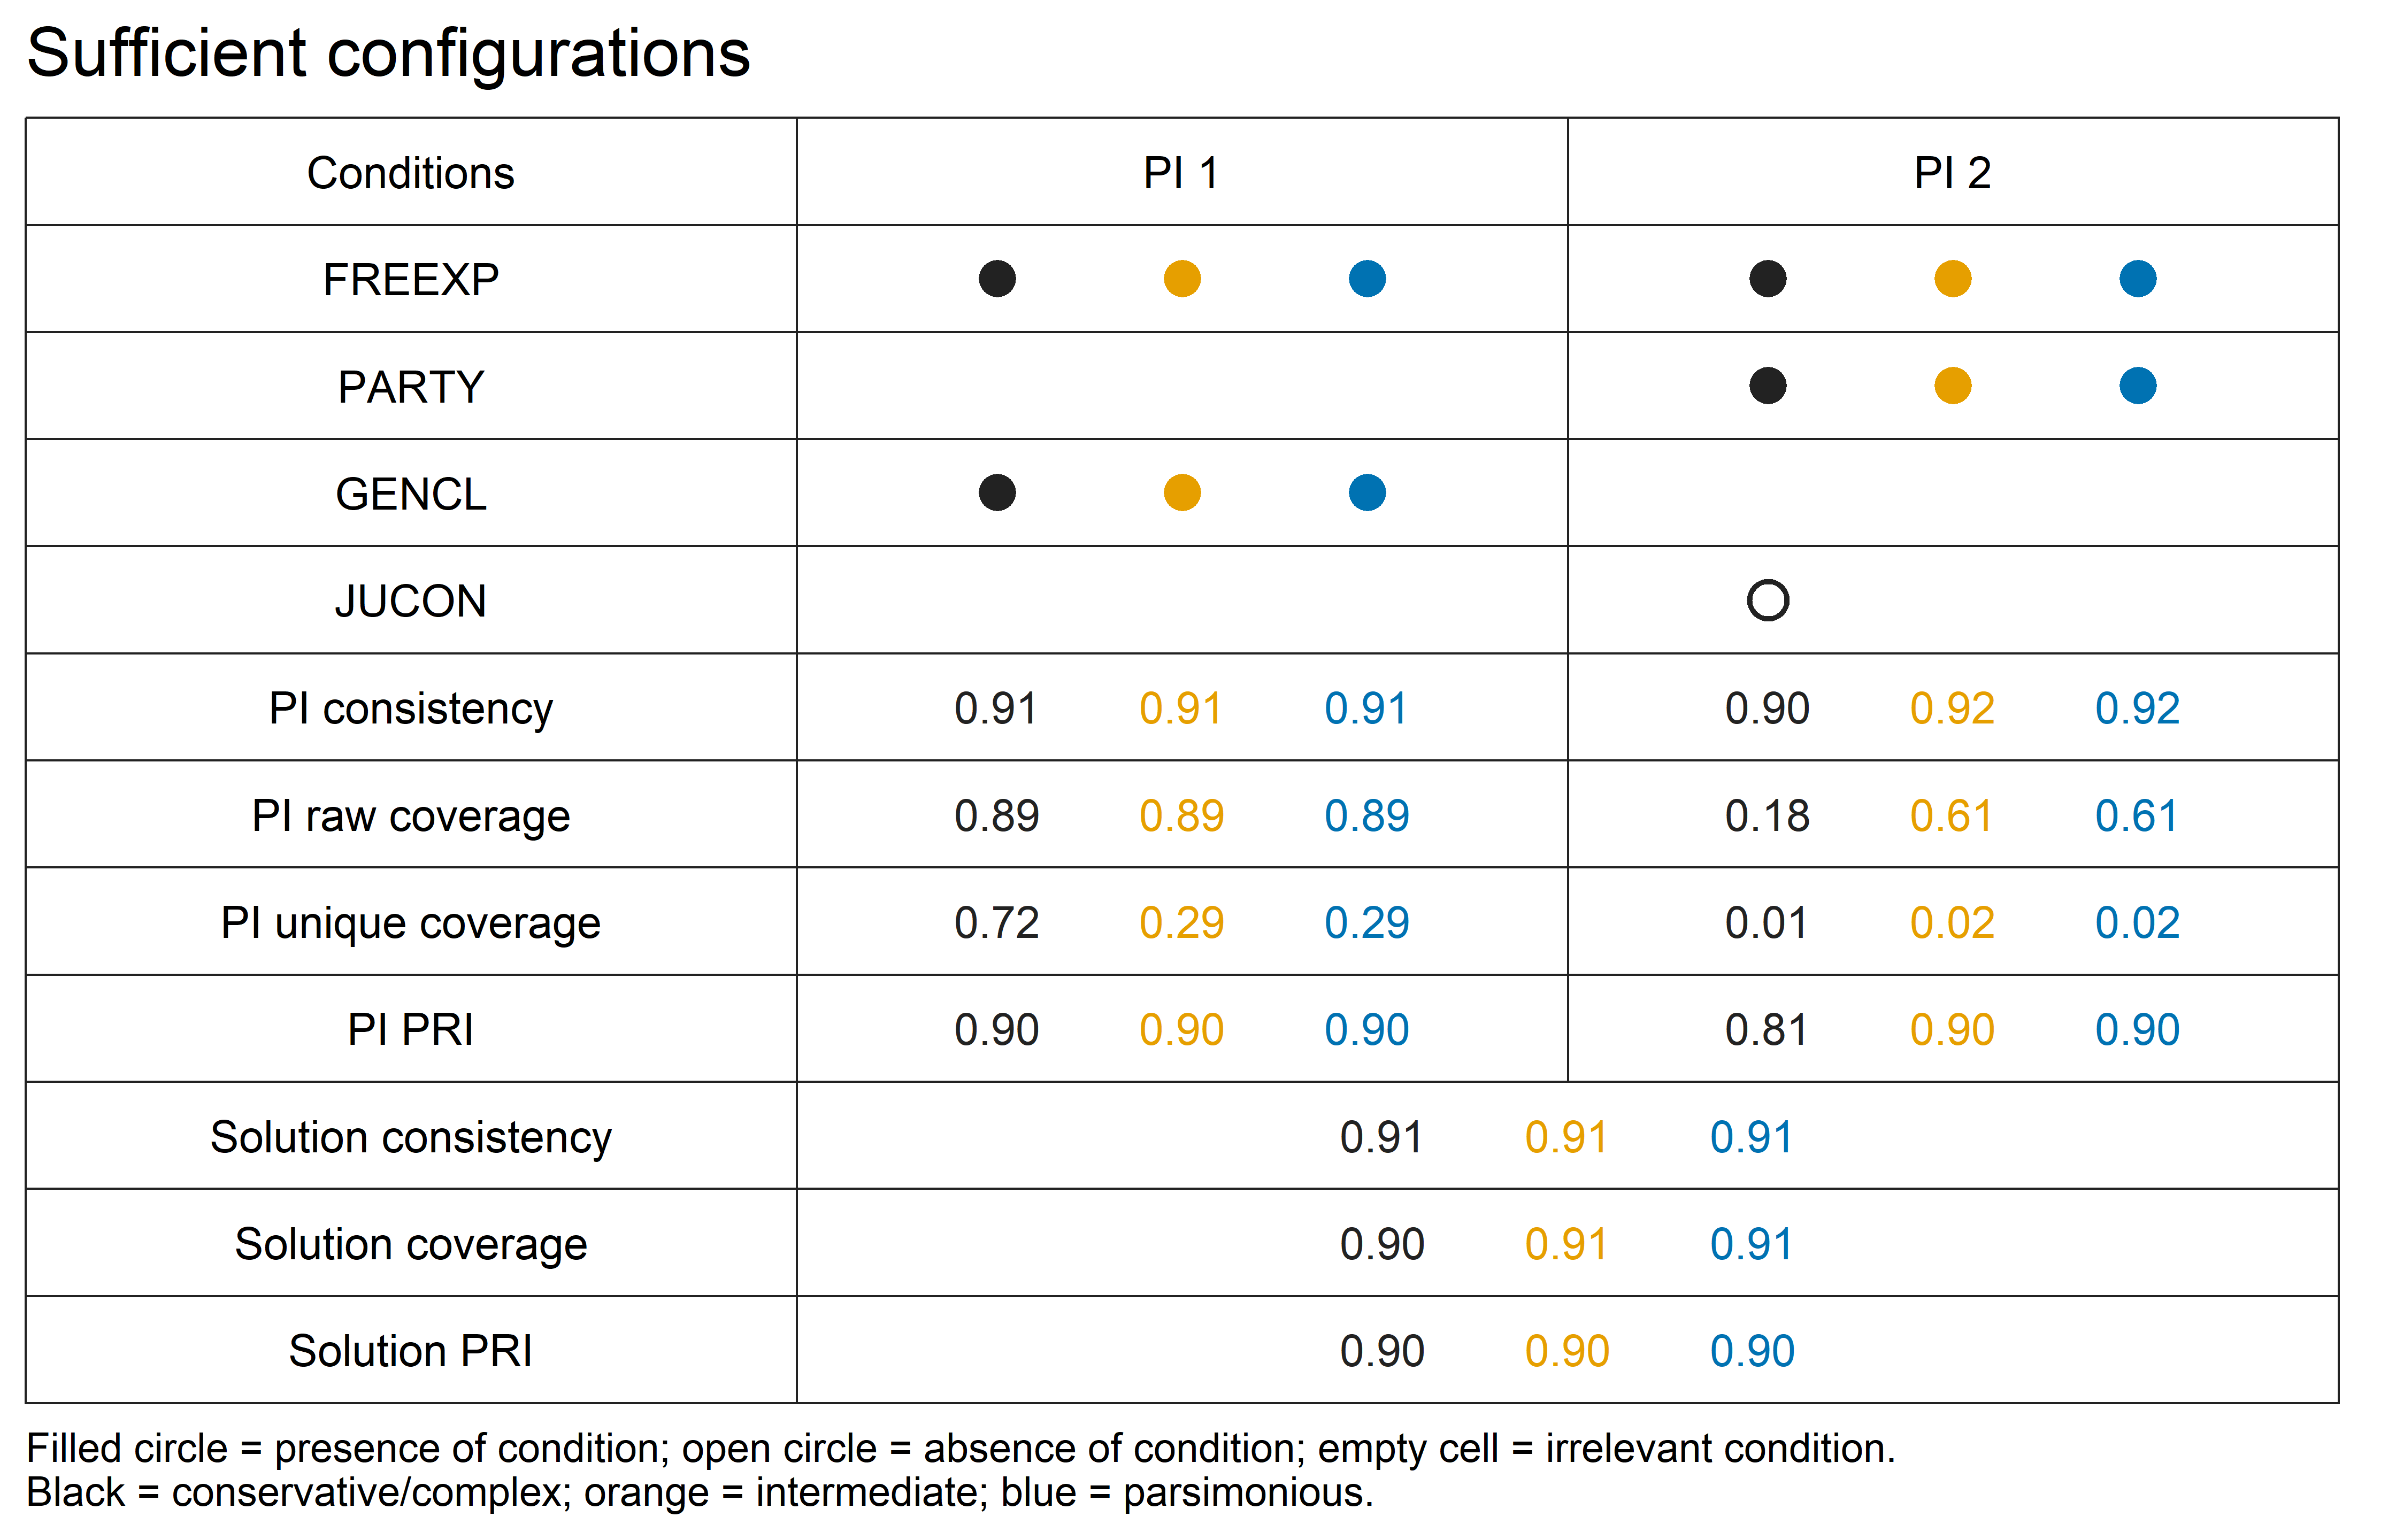 Sufficient configurations
Conditions PI 1 PI 2
FREEXP
PARTY
GENCL
JUCON
PI consistency 0.91 0.91 0.91 0.90 0.92 0.92
PI raw coverage 0.89 0.89 0.89 0.18 0.61 0.61
PI unique coverage 0.72 0.29 0.29 0.01 0.02 0.02
PI PRI 0.90 0.90 0.90 0.81 0.90 0.90
Solution consistency 0.91 0.91 0.91
Solution coverage 0.90 0.91 0.91
Solution PRI 0.90 0.90 0.90
Filled circle = presence of condition; open circle = absence of condition; empty cell = irrelevant condition.
Black = conservative/complex; orange = intermediate; blue = parsimonious.